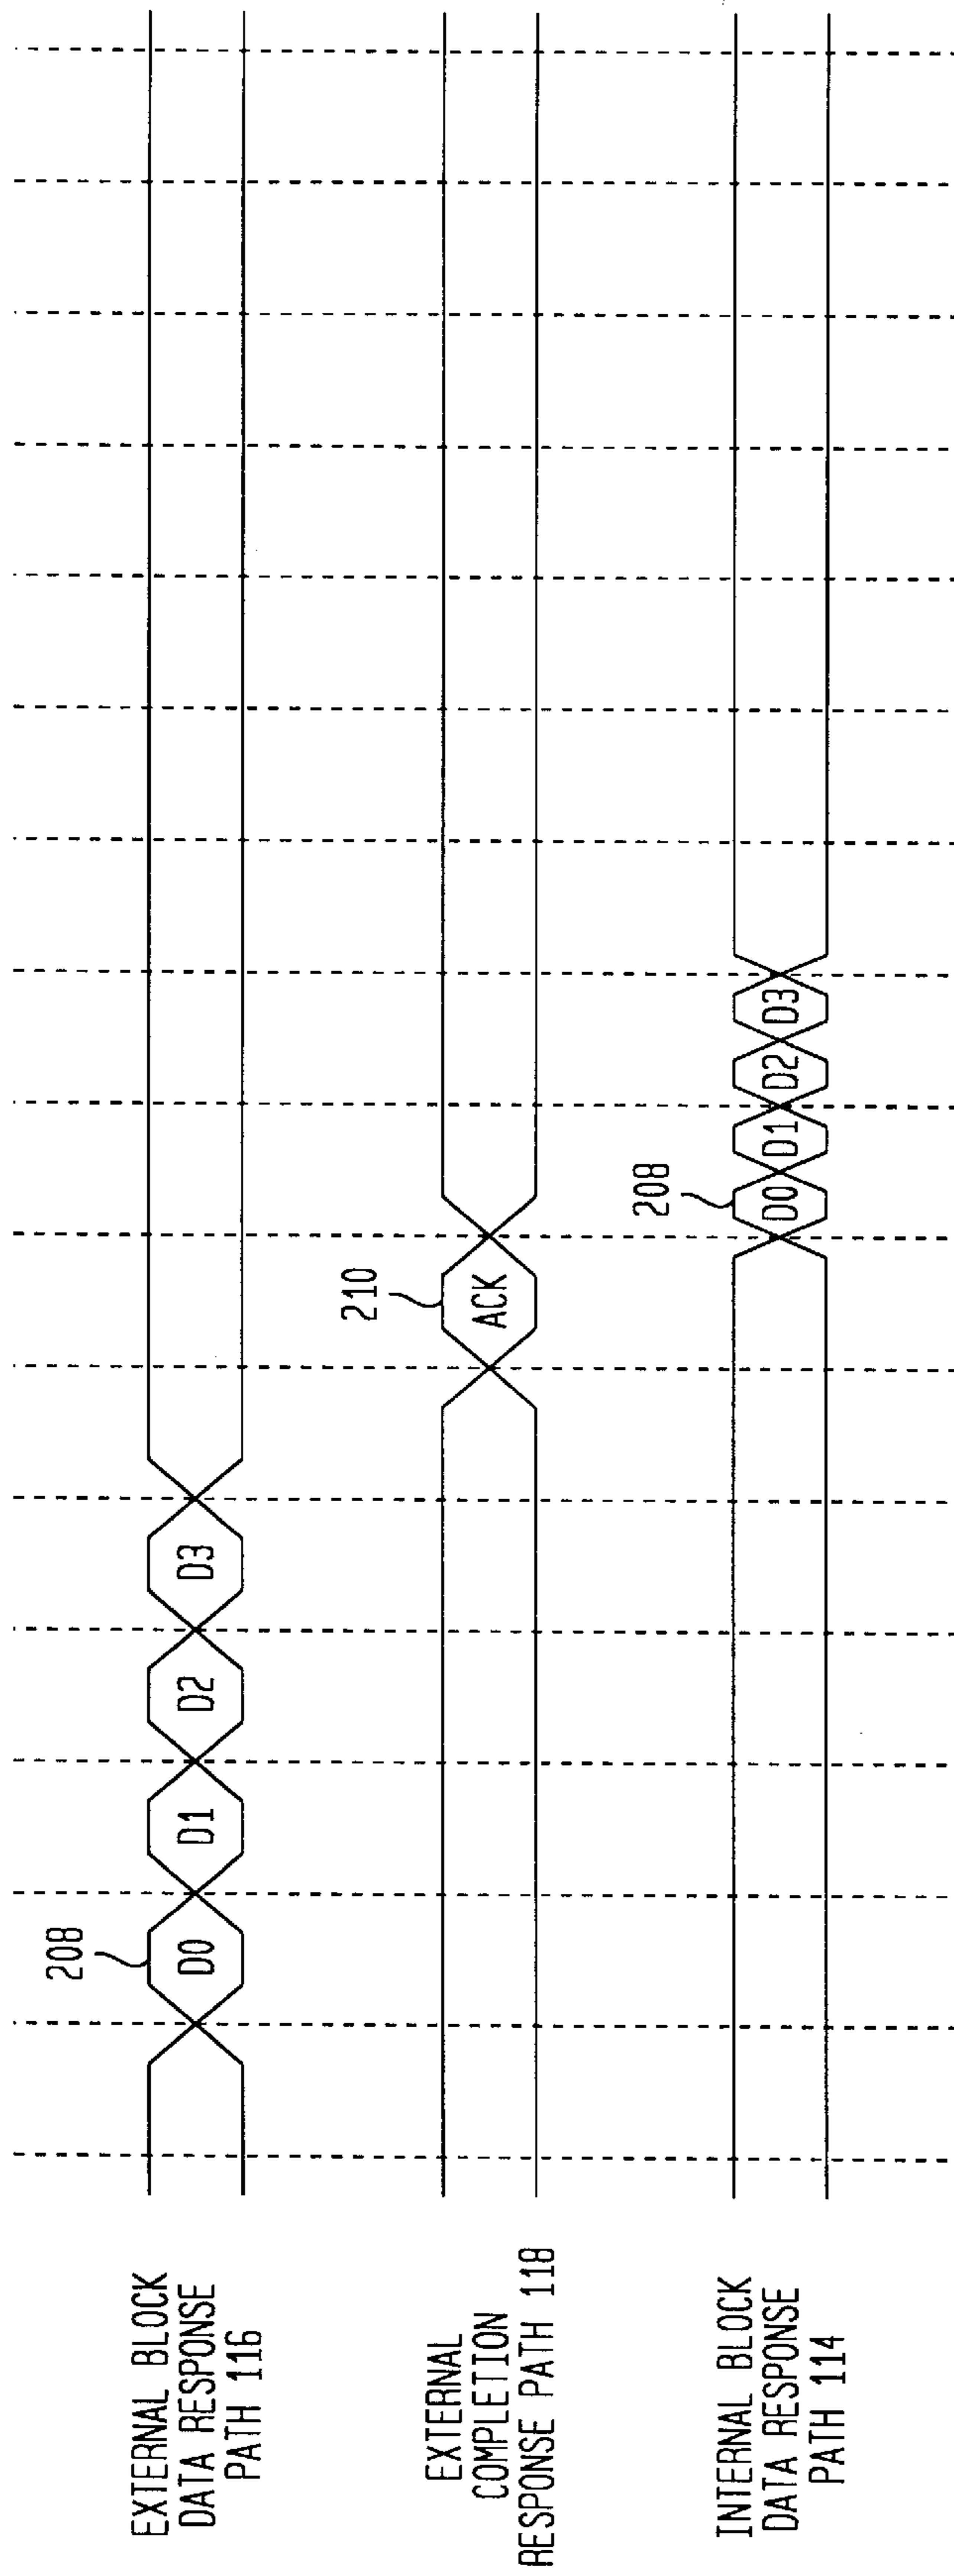 EXTERNAL BLOCK
DATA RESPONSE
PATH 116
208
D0
D1
D2
D3
EXTERNAL
COMPLETION
RESPONSE PATH 118
210
ACK
INTERNAL BLOCK
DATA RESPONSE
PATH 114
208
D0
D1
D2
D3